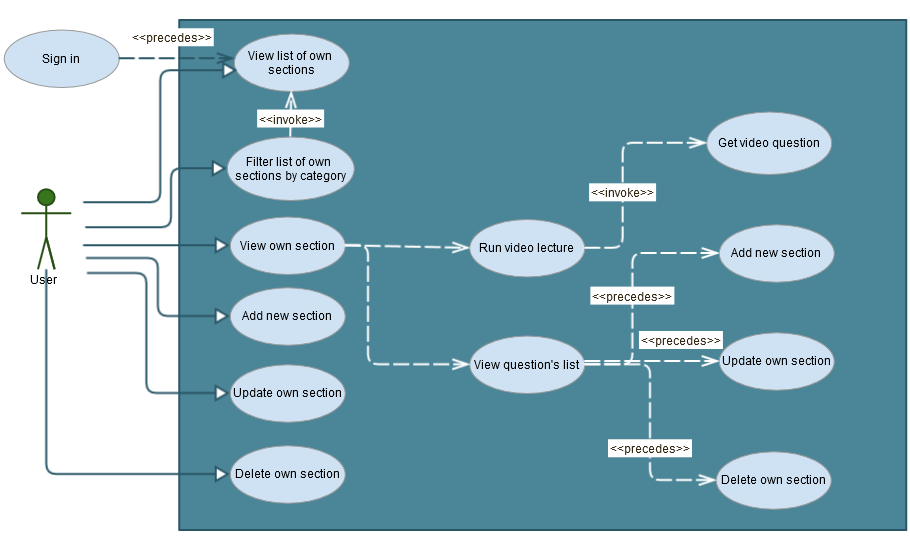 <<precedes>>
Sign in
View list of own
sections
<<invoke>>
Filter list of own
sections by category
Get video question
<<invoke>>
User
View own section
Run video lecture
Add new section
<<precedes>>
Add new section
<<precedes>>
View question's list
Update own section
Update own section
<<precedes>>
Delete own section
Delete own section